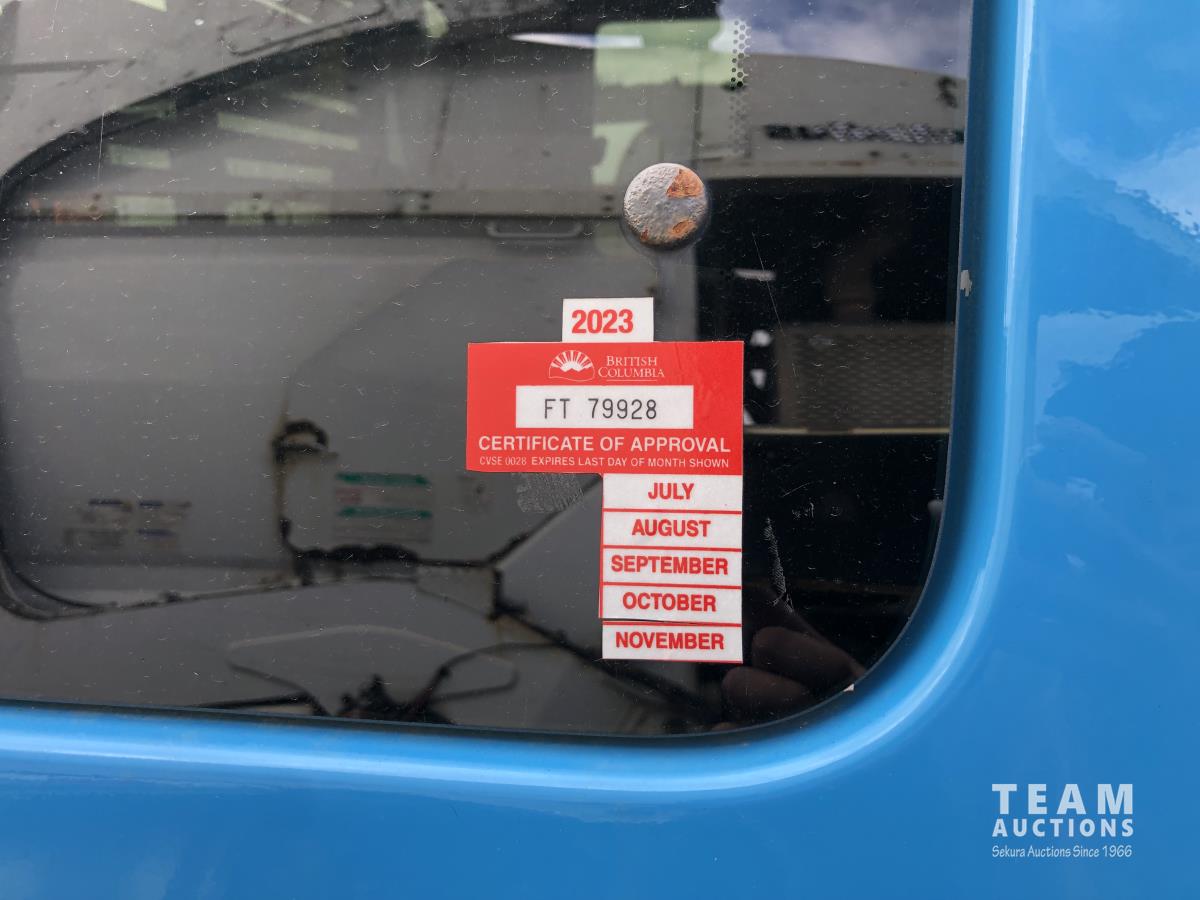 2023
BRITISH
COLUMBIA
FT 79928
CERTIFICATE OF APPROVAL
CVSE 0028 EXPIRES LAST DAY OF MONTH SHOWN
JULY
AUGUST
SEPTEMBER
OCTOBER
NOVEMBER
TEAM
AUCTIONS
Sekura Auctions Since 1966